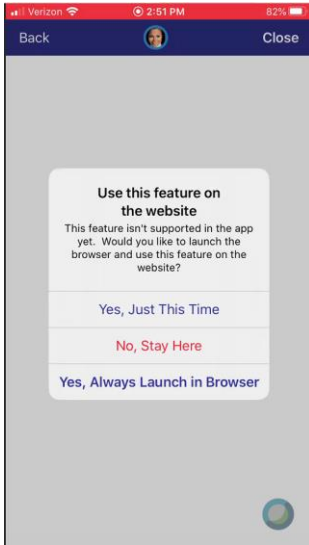 Verizon 2:51 PM 82%
Back Close
Use this feature on
the website
This feature isn't supported in the app
yet. Would you like to launch the
browser and use this feature on the
website?
Yes, Just This Time
No, Stay Here
Yes, Always Launch in Browser